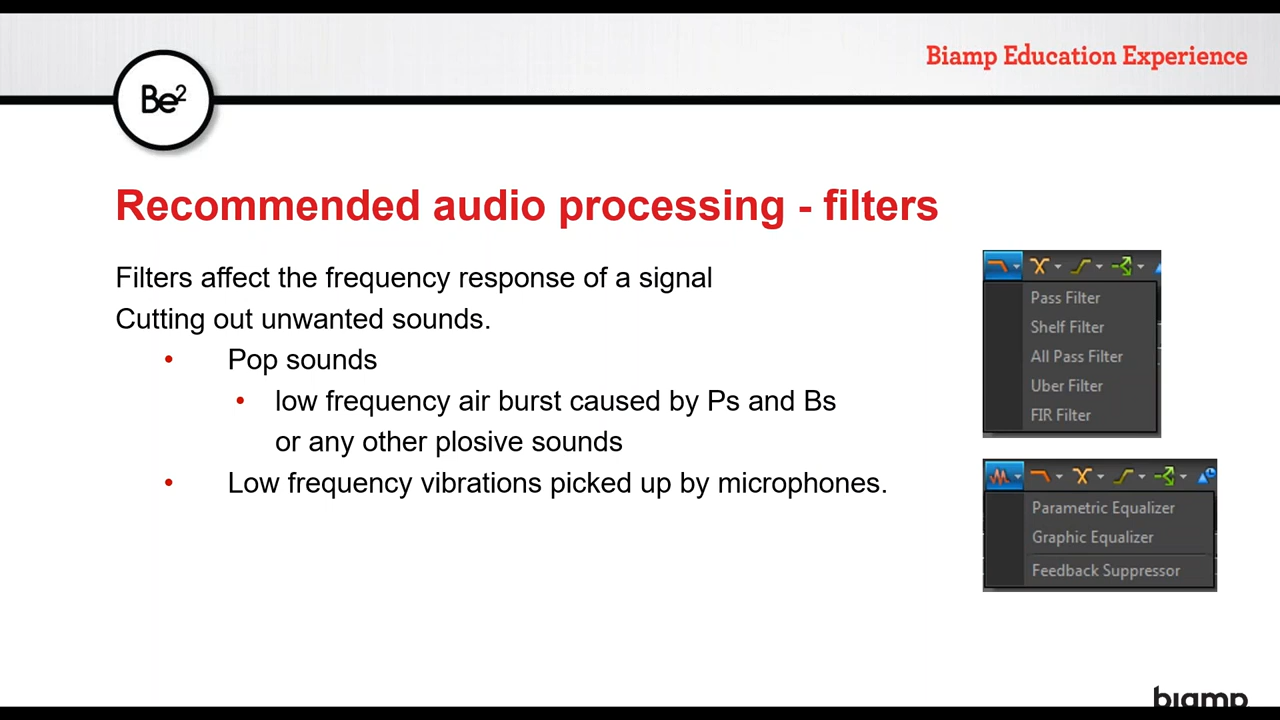 Biamp Education Experience
Be2
Recommended audio processing - filters
Filters affect the frequency response of a signal
Cutting out unwanted sounds.
• Pop sounds
• low frequency air burst caused by Ps and Bs
or any other plosive sounds
• Low frequency vibrations picked up by microphones.
Pass Filter
Shelf Filter
All Pass Filter
Uber Filter
FIR Filter
Parametric Equalizer
Graphic Equalizer
Feedback Suppressor
biamp